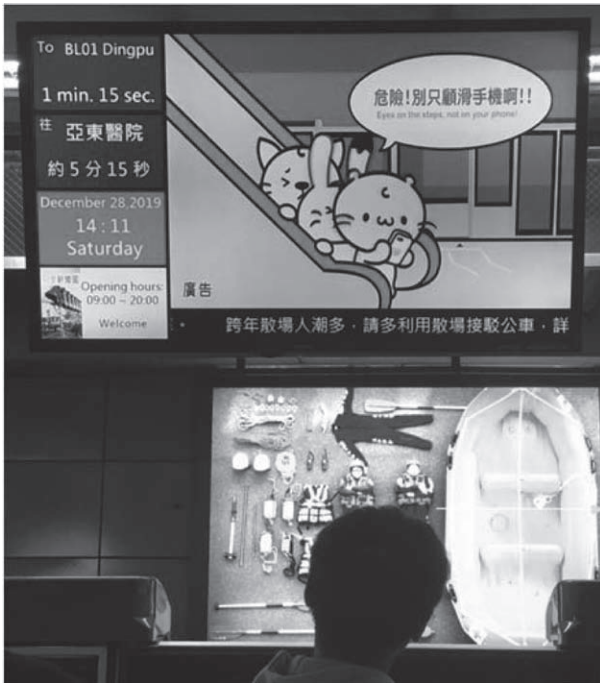 To BL01 Dingpu
1 min. 15 sec.
往 亞東醫院
約 5 分 15 秒
December 28,2019
14 : 11
Saturday
Opening hours:
09:00 ~ 20:00
Welcome
危險!別只顧滑手機啊!!
Eyes on the steps, not on your phone!
廣告
跨年散場人潮多,請多利用散場接駁公車,詳